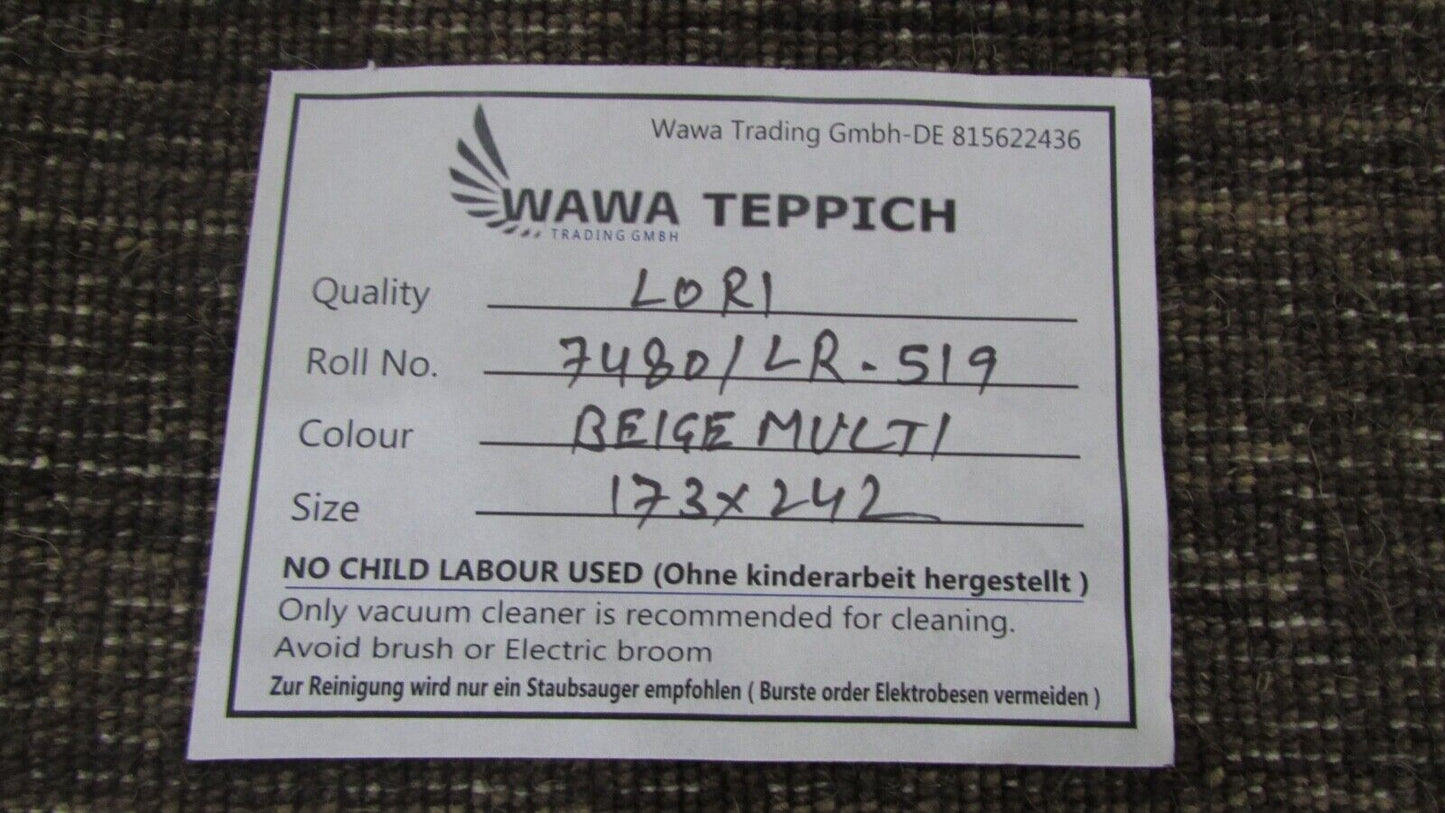 Wawa Trading Gmbh-DE 815622436
WAWA TEPPICH
TRADING GMBH
Quality LORI
Roll No. 7480/LR-519
Colour BEIGE MULTI
Size 173x242
NO CHILD LABOUR USED (Ohne kinderarbeit hergestellt )
Only vacuum cleaner is recommended for cleaning.
Avoid brush or Electric broom
Zur Reinigung wird nur ein Staubsauger empfohlen ( Burste order Elektrobesen vermeiden )